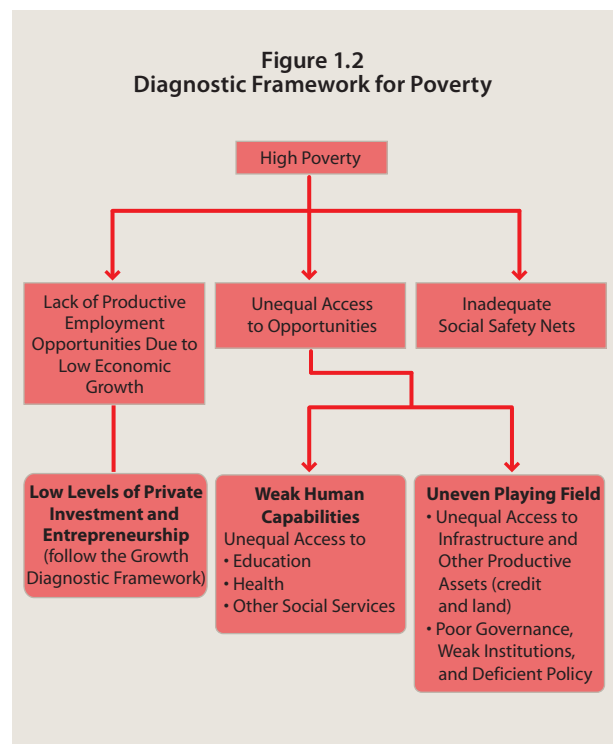 Figure 1.2
Diagnostic Framework for Poverty
High Poverty
Lack of Productive
Employment
Opportunities Due to
Low Economic
Growth
Unequal Access
to Opportunities
Inadequate
Social Safety Nets
Low Levels of Private
Investment and
Entrepreneurship
(follow the Growth
Diagnostic Framework)
Weak Human
Capabilities
Unequal Access to
• Education
• Health
• Other Social Services
Uneven Playing Field
• Unequal Access to
Infrastructure and
Other Productive
Assets (credit
and land)
• Poor Governance,
Weak Institutions,
and Deficient Policy